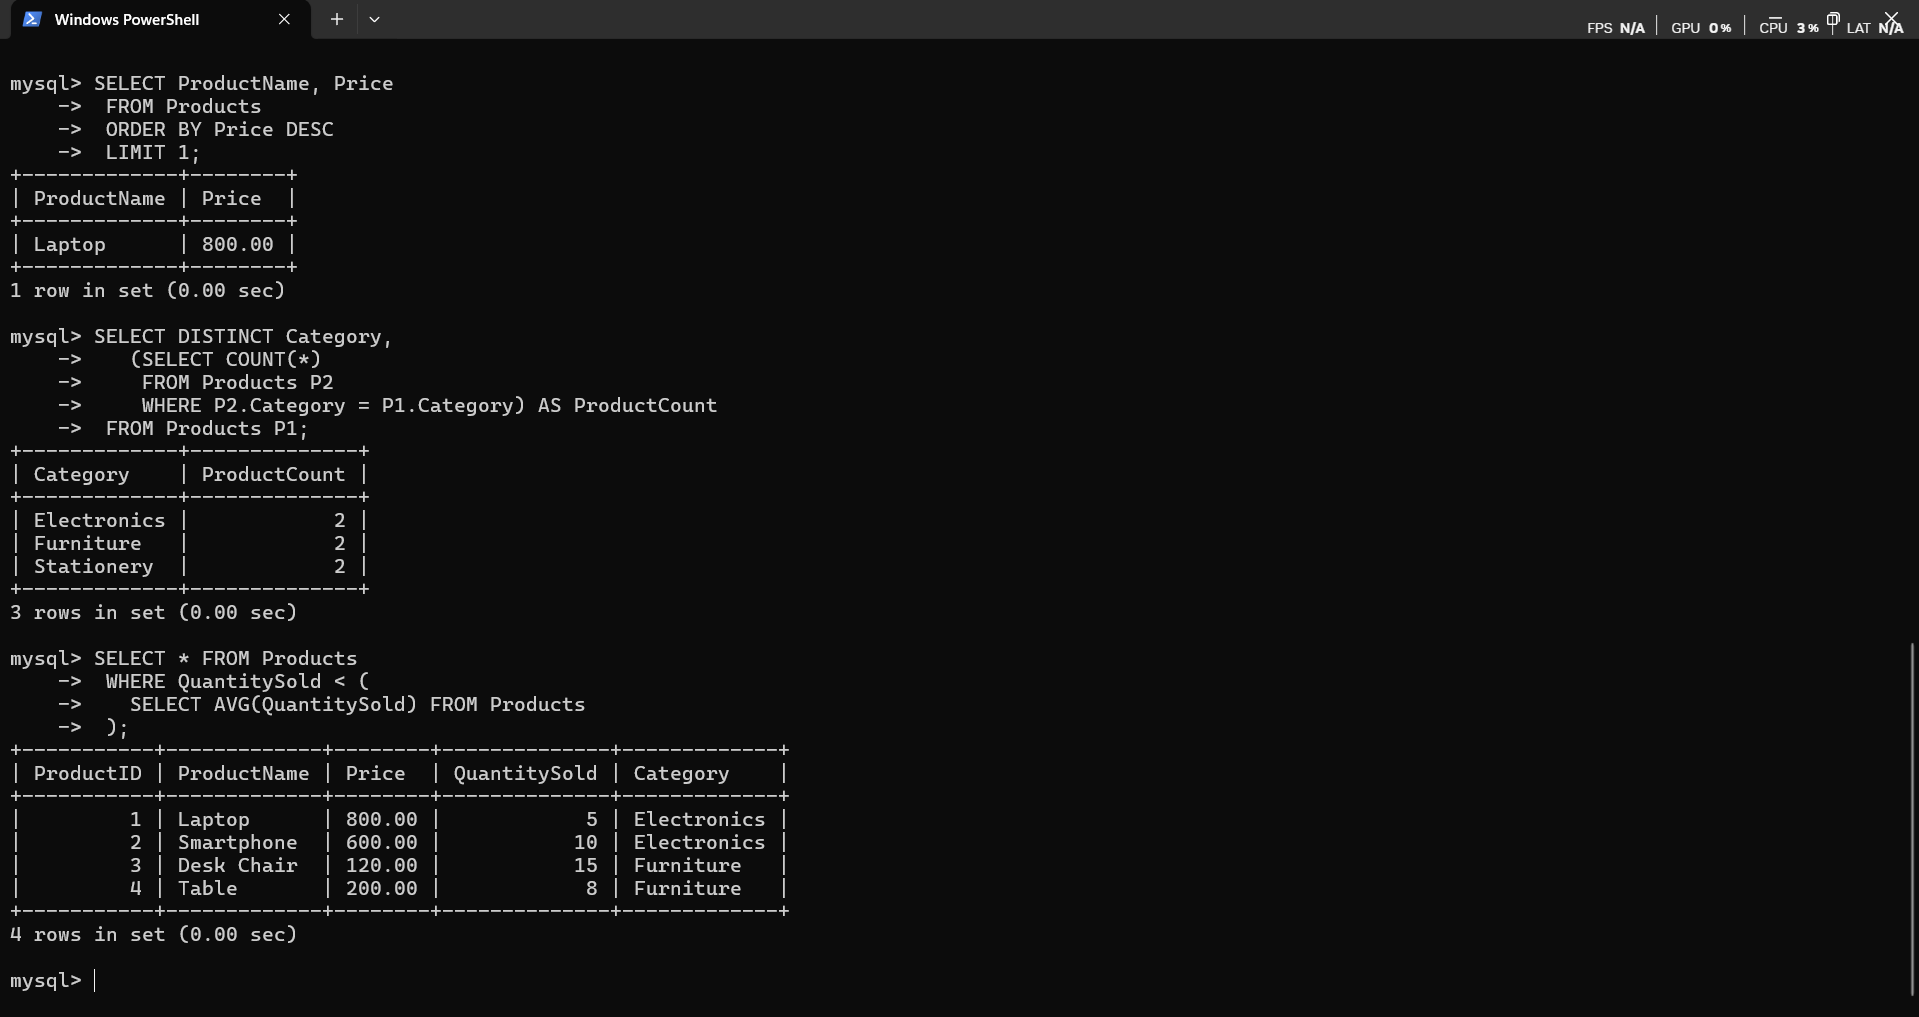 Windows PowerShell
FPS N/A | GPU 0% | CPU 3% | LAT N/A
mysql> SELECT ProductName, Price
    ->  FROM Products
    ->  ORDER BY Price DESC
    ->  LIMIT 1;
+-------------+--------+
| ProductName | Price  |
+-------------+--------+
| Laptop      | 800.00 |
+-------------+--------+
1 row in set (0.00 sec)

mysql> SELECT DISTINCT Category,
    ->    (SELECT COUNT(*)
    ->     FROM Products P2
    ->     WHERE P2.Category = P1.Category) AS ProductCount
    ->  FROM Products P1;
+-------------+--------------+
| Category    | ProductCount |
+-------------+--------------+
| Electronics |            2 |
| Furniture   |            2 |
| Stationery  |            2 |
+-------------+--------------+
3 rows in set (0.00 sec)

mysql> SELECT * FROM Products
    ->  WHERE QuantitySold < (
    ->    SELECT AVG(QuantitySold) FROM Products
    ->  );
+-----------+-------------+--------+--------------+-------------+
| ProductID | ProductName | Price  | QuantitySold | Category    |
+-----------+-------------+--------+--------------+-------------+
|         1 | Laptop      | 800.00 |            5 | Electronics |
|         2 | Smartphone  | 600.00 |           10 | Electronics |
|         3 | Desk Chair  | 120.00 |           15 | Furniture   |
|         4 | Table       | 200.00 |            8 | Furniture   |
+-----------+-------------+--------+--------------+-------------+
4 rows in set (0.00 sec)

mysql>